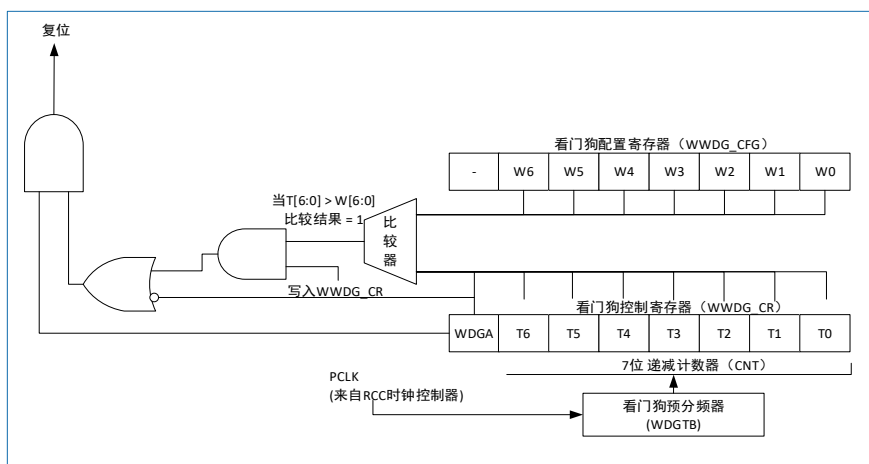 复位
看门狗配置寄存器（WWDG_CFG）
- W6 W5 W4 W3 W2 W1 W0
当T[6:0] > W[6:0]
比较结果 = 1
比较器
写入WWDG_CR
看门狗控制寄存器（WWDG_CR）
WDGA T6 T5 T4 T3 T2 T1 T0
7位 递减计数器（CNT）
PCLK
(来自RCC时钟控制器)
看门狗预分频器
(WDGTB)